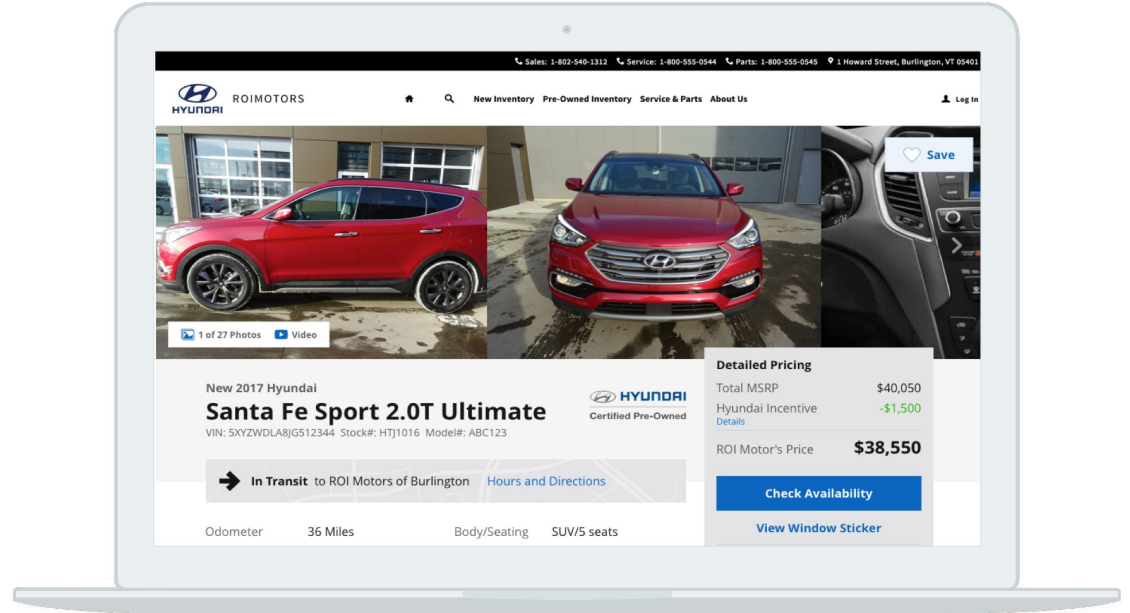 Sales: 1-802-540-1312 Service: 1-800-555-0544 Parts: 1-800-555-0545 1 Howard Street, Burlington, VT 05401
HYUNDAI ROIMOTORS New Inventory Pre-Owned Inventory Service & Parts About Us Log In
Save
1 of 27 Photos Video
Detailed Pricing
Total MSRP $40,050
Hyundai Incentive -$1,500
Details
ROI Motor's Price $38,550
Check Availability
View Window Sticker
New 2017 Hyundai
Santa Fe Sport 2.0T Ultimate
VIN: 5XYZWDLA8JG512344 Stock#: HTJ1016 Model#: ABC123
HYUNDAI
Certified Pre-Owned
In Transit to ROI Motors of Burlington Hours and Directions
Odometer 36 Miles Body/Seating SUV/5 seats